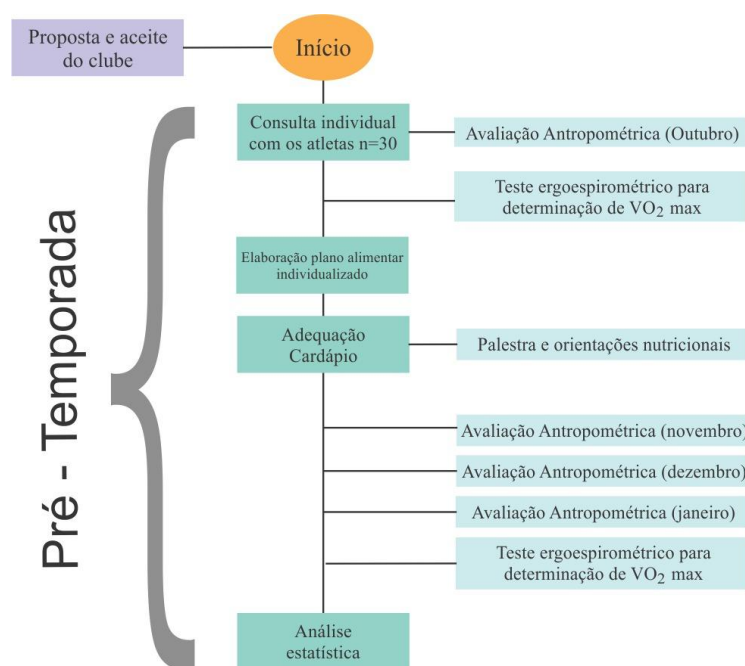 Proposta e aceite
do clube
Início
Pré - Temporada
Consulta individual
com os atletas n=30
Avaliação Antropométrica (Outubro)
Teste ergoespirométrico para
determinação de VO2 max
Elaboração plano alimentar
individualizado
Adequação
Cardápio
Palestra e orientações nutricionais
Avaliação Antropométrica (novembro)
Avaliação Antropométrica (dezembro)
Avaliação Antropométrica (janeiro)
Teste ergoespirométrico para
determinação de VO2 max
Análise
estatística